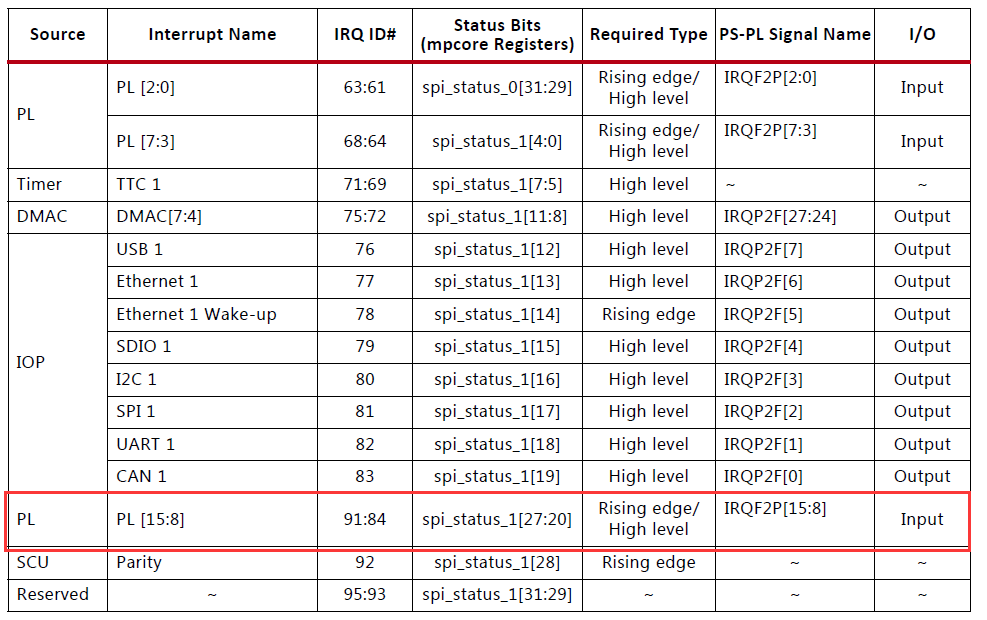 Source Interrupt Name IRQ ID# Status Bits (mpcore Registers) Required Type PS-PL Signal Name I/O
PL PL [2:0] 63:61 spi_status_0[31:29] Rising edge/ High level IRQF2P[2:0] Input
PL [7:3] 68:64 spi_status_1[4:0] Rising edge/ High level IRQF2P[7:3] Input
Timer TTC 1 71:69 spi_status_1[7:5] High level ~ ~
DMAC DMAC[7:4] 75:72 spi_status_1[11:8] High level IRQP2F[27:24] Output
IOP USB 1 76 spi_status_1[12] High level IRQP2F[7] Output
Ethernet 1 77 spi_status_1[13] High level IRQP2F[6] Output
Ethernet 1 Wake-up 78 spi_status_1[14] Rising edge IRQP2F[5] Output
SDIO 1 79 spi_status_1[15] High level IRQP2F[4] Output
I2C 1 80 spi_status_1[16] High level IRQP2F[3] Output
SPI 1 81 spi_status_1[17] High level IRQP2F[2] Output
UART 1 82 spi_status_1[18] High level IRQP2F[1] Output
CAN 1 83 spi_status_1[19] High level IRQP2F[0] Output
PL PL [15:8] 91:84 spi_status_1[27:20] Rising edge/ High level IRQF2P[15:8] Input
SCU Parity 92 spi_status_1[28] Rising edge ~ ~
Reserved ~ 95:93 spi_status_1[31:29] ~ ~ ~